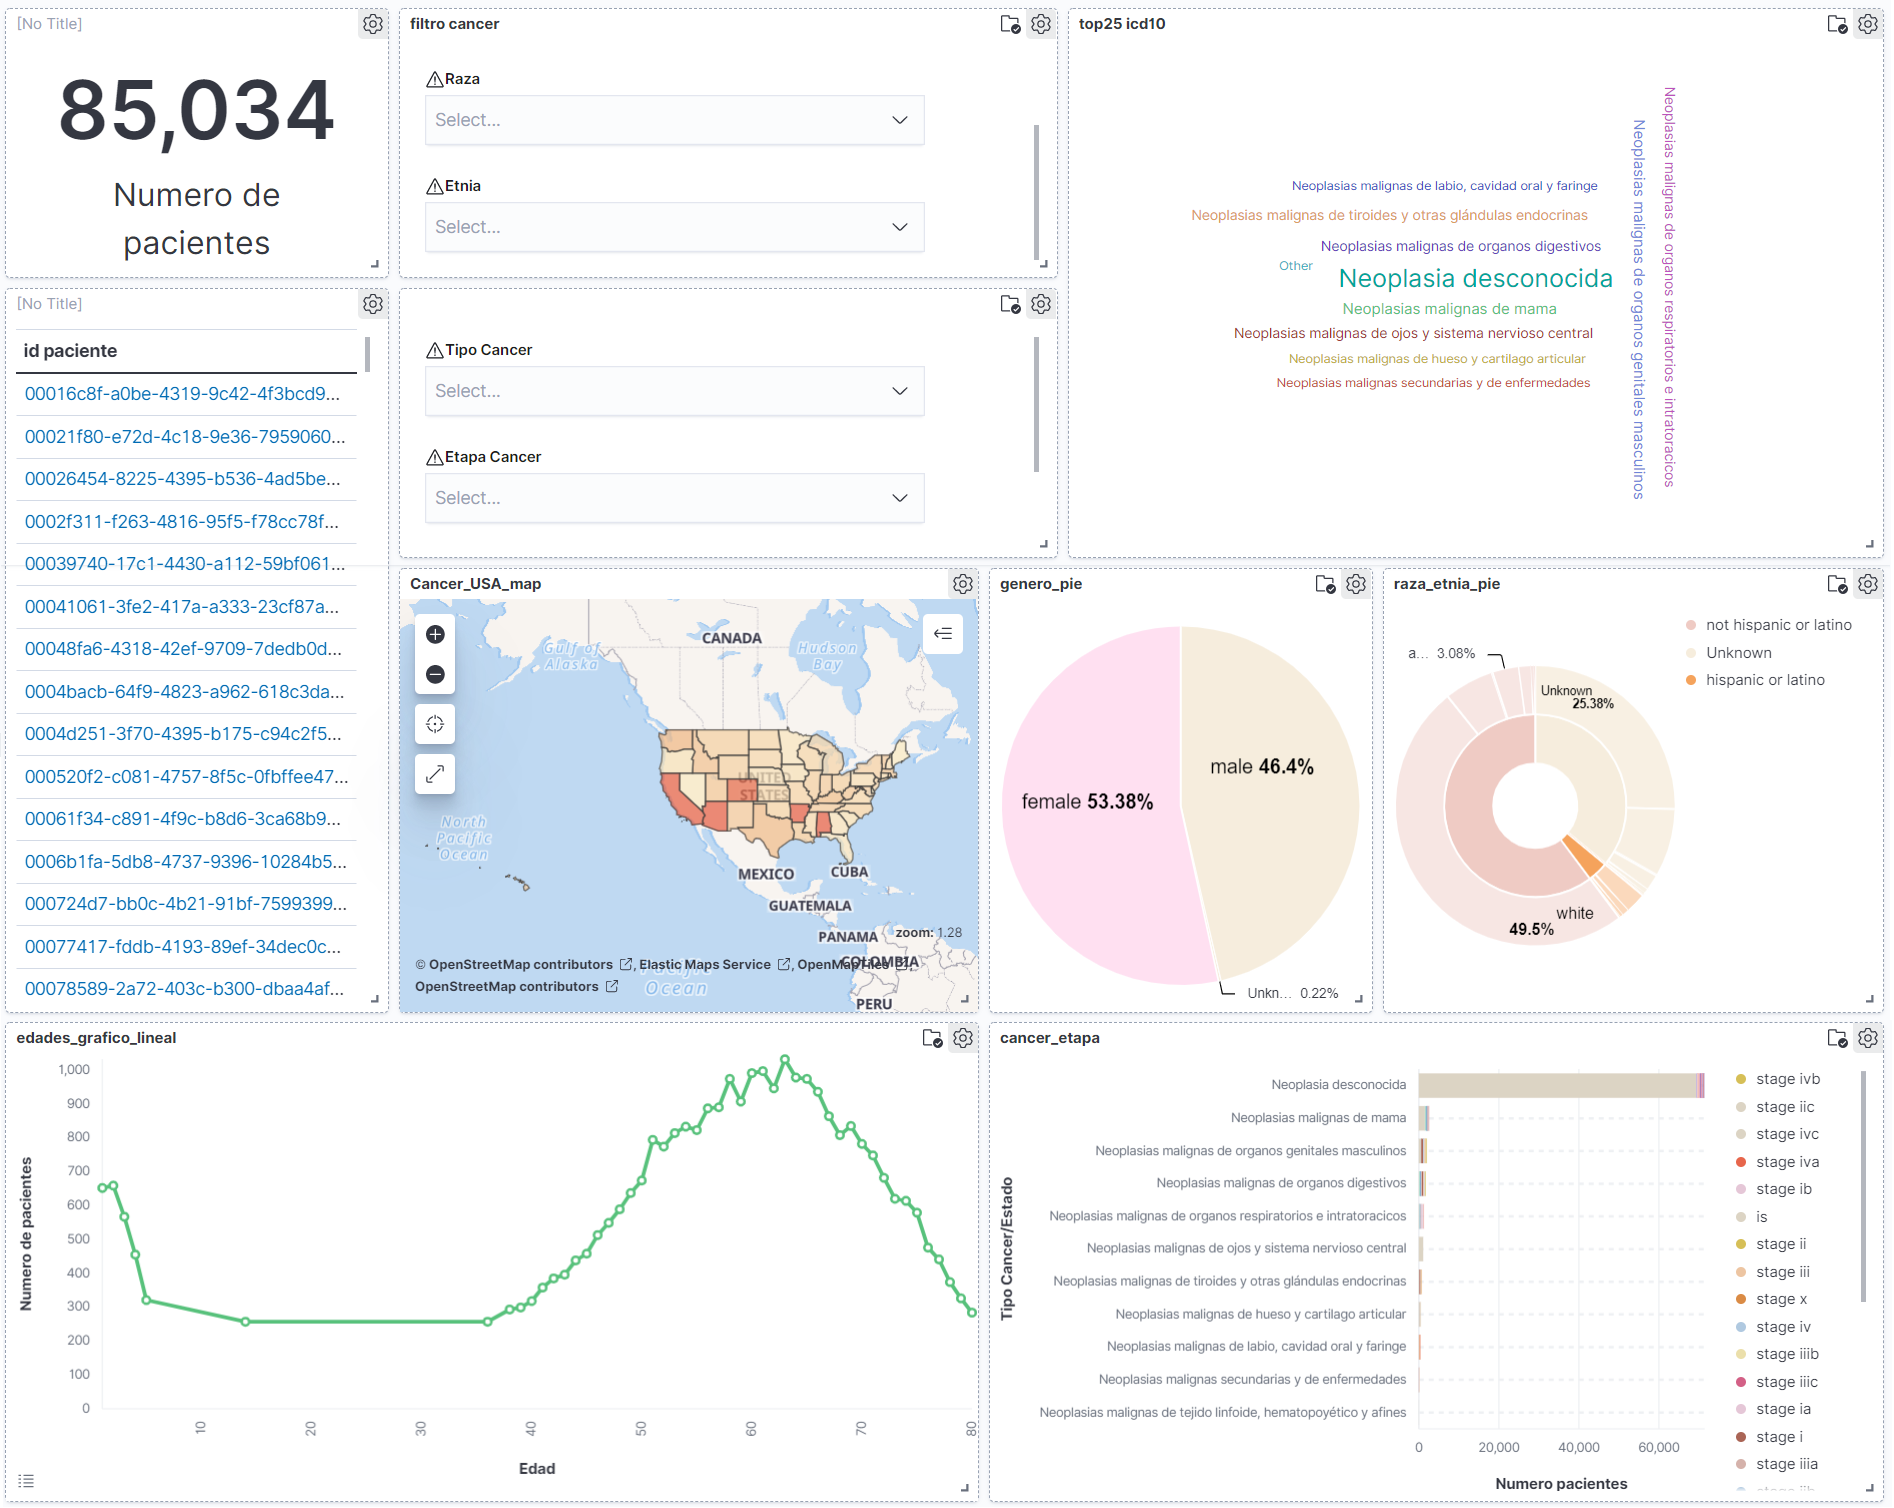 [No Title]
85,034
Numero de
pacientes
filtro cancer
Raza
Select...
Etnia
Select...
top25 icd10
Neoplasias malignas de labio, cavidad oral y faringe
Neoplasias malignas de tiroides y otras glándulas endocrinas
Neoplasias malignas de organos digestivos
Other
Neoplasia desconocida
Neoplasias malignas de mama
Neoplasias malignas de ojos y sistema nervioso central
Neoplasias malignas de hueso y cartilago articular
Neoplasias malignas secundarias y de enfermedades
Neoplasias malignas de organos genitales masculinos
Neoplasias malignas de organos respiratorios e intratoracicos
[No Title]
id paciente
00016c8f-a0be-4319-9c42-4f3bcd9...
00021f80-e72d-4c18-9e36-7959060...
00026454-8225-4395-b536-4ad5be...
0002f311-f263-4816-95f5-f78cc78f...
00039740-17c1-4430-a112-59bf061...
00041061-3fe2-417a-a333-23cf87a...
00048fa6-4318-42ef-9709-7dedb0d...
0004bacb-64f9-4823-a962-618c3da...
0004d251-3f70-4395-b175-c94c2f5...
000520f2-c081-4757-8f5c-0fbffee47...
00061f34-c891-4f9c-b8d6-3ca68b9...
0006b1fa-5db8-4737-9396-10284b5...
000724d7-bb0c-4b21-91bf-7599399...
00077417-fddb-4193-89ef-34dec0c...
00078589-2a72-403c-b300-dbaa4af...
Tipo Cancer
Select...
Etapa Cancer
Select...
Cancer_USA_map
CANADA
Gulf of
Alaska
Hudson
Bay
UNITED
STATES
North
Pacific
Ocean
MEXICO
CUBA
GUATEMALA
PANAMA
zoom: 1.28
COLOMBIA
© OpenStreetMap contributors , Elastic Maps Service , OpenMapTiles ,
OpenStreetMap contributors
Pacific
Ocean
PERU
genero_pie
male 46.4%
female 53.38%
Unkn... 0.22%
raza_etnia_pie
not hispanic or latino
Unknown
hispanic or latino
a... 3.08%
Unknown
25.38%
white
49.5%
edades_grafico_lineal
Numero de pacientes
1,000
900
800
700
600
500
400
300
200
100
0
10
20
30
40
50
60
70
80
Edad
cancer_etapa
Tipo Cancer/Estado
Neoplasia desconocida
Neoplasias malignas de mama
Neoplasias malignas de organos genitales masculinos
Neoplasias malignas de organos digestivos
Neoplasias malignas de organos respiratorios e intratoracicos
Neoplasias malignas de ojos y sistema nervioso central
Neoplasias malignas de tiroides y otras glándulas endocrinas
Neoplasias malignas de hueso y cartilago articular
Neoplasias malignas de labio, cavidad oral y faringe
Neoplasias malignas secundarias y de enfermedades
Neoplasias malignas de tejido linfoide, hematopoyético y afines
0
20,000
40,000
60,000
Numero pacientes
stage ivb
stage iic
stage ivc
stage iva
stage ib
is
stage ii
stage iii
stage x
stage iv
stage iiib
stage iiic
stage ia
stage i
stage iiia